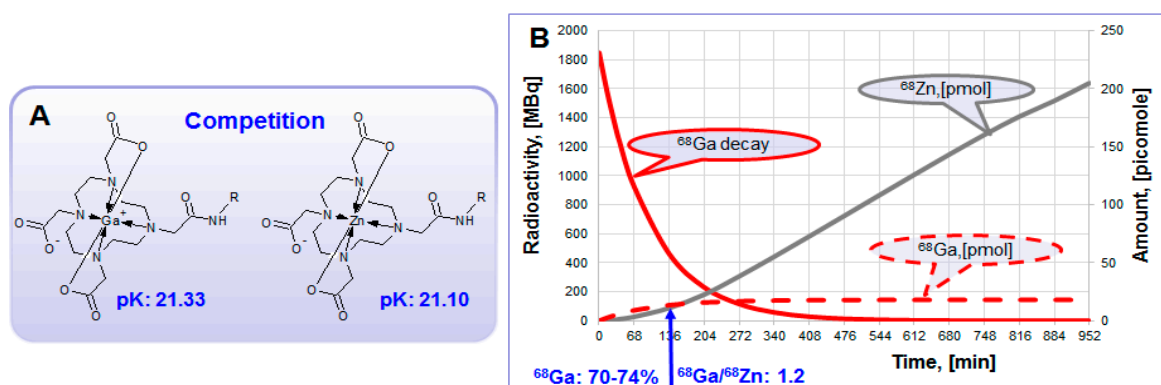 A
Competition
O
O
N
R
N
Ga
+
N
NH
O
O
O
-
N
O
O
pK: 21.33
O
O
N
R
N
Zn
N
NH
O
O
O
-
N
O
O
pK: 21.10
B
Radioactivity, [MBq]
2000
1800
1600
1400
1200
1000
800
600
400
200
0
250
200
150
100
50
0
Amount, [picomole]
⁶⁸Zn,[pmol]
⁶⁸Ga decay
⁶⁸Ga,[pmol]
0 68 136 204 272 340 408 476 544 612 680 748 816 884 952
Time, [min]
⁶⁸Ga: 70-74%
⁶⁸Ga/⁶⁸Zn: 1.2